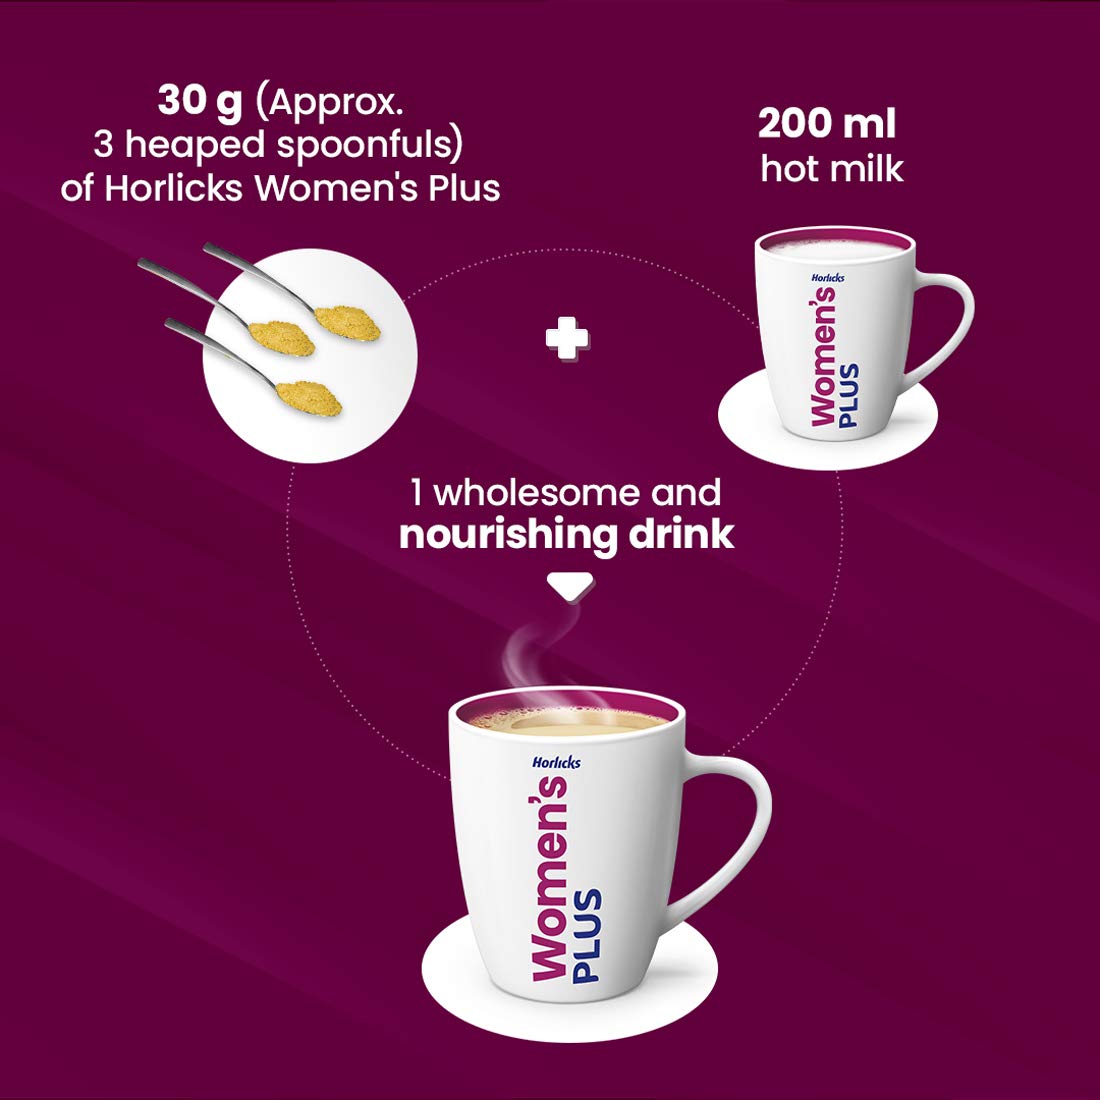 30 g (Approx.
3 heaped spoonfuls)
of Horlicks Women's Plus
200 ml
hot milk
Horlicks
Women's
PLUS
1 wholesome and
nourishing drink
Horlicks
Women's
PLUS